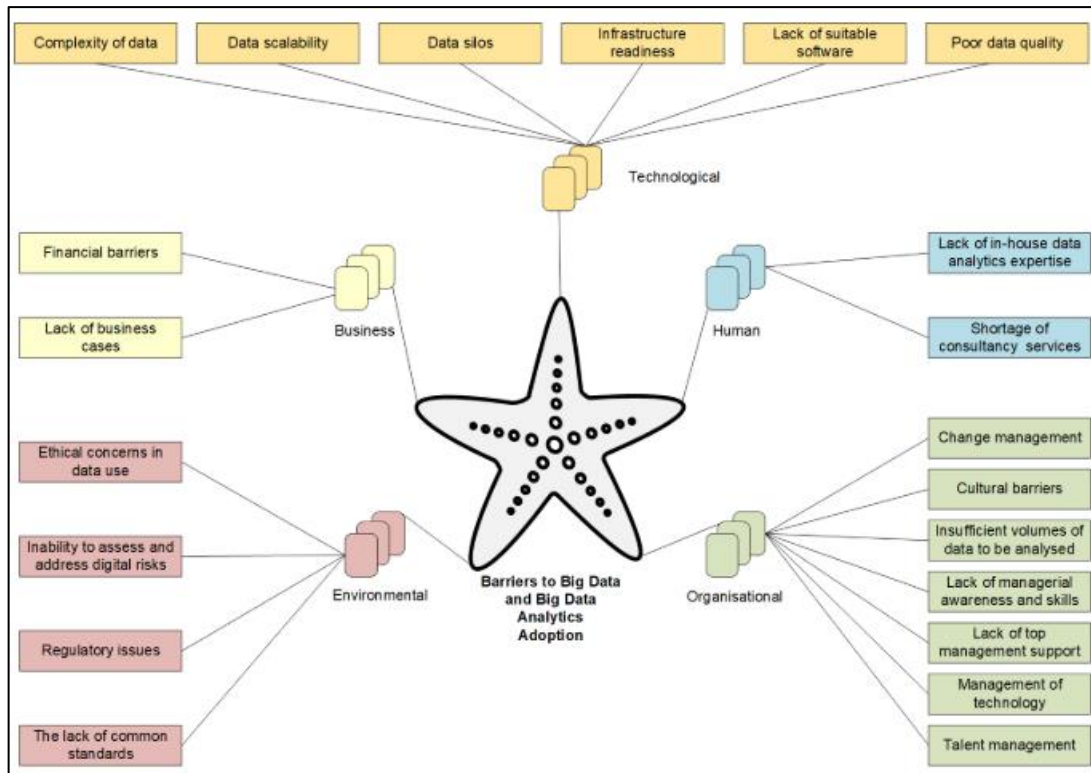 Complexity of data
Data scalability
Data silos
Infrastructure
readiness
Lack of suitable
software
Poor data quality
Technological
Financial barriers
Lack of business
cases
Business
Lack of in-house data
analytics expertise
Shortage of
consultancy services
Human
Ethical concerns in
data use
Inability to assess and
address digital risks
Regulatory issues
The lack of common
standards
Environmental
Barriers to Big Data
and Big Data
Analytics
Adoption
Organisational
Change management
Cultural barriers
Insufficient volumes of
data to be analysed
Lack of managerial
awareness and skills
Lack of top
management support
Management of
technology
Talent management